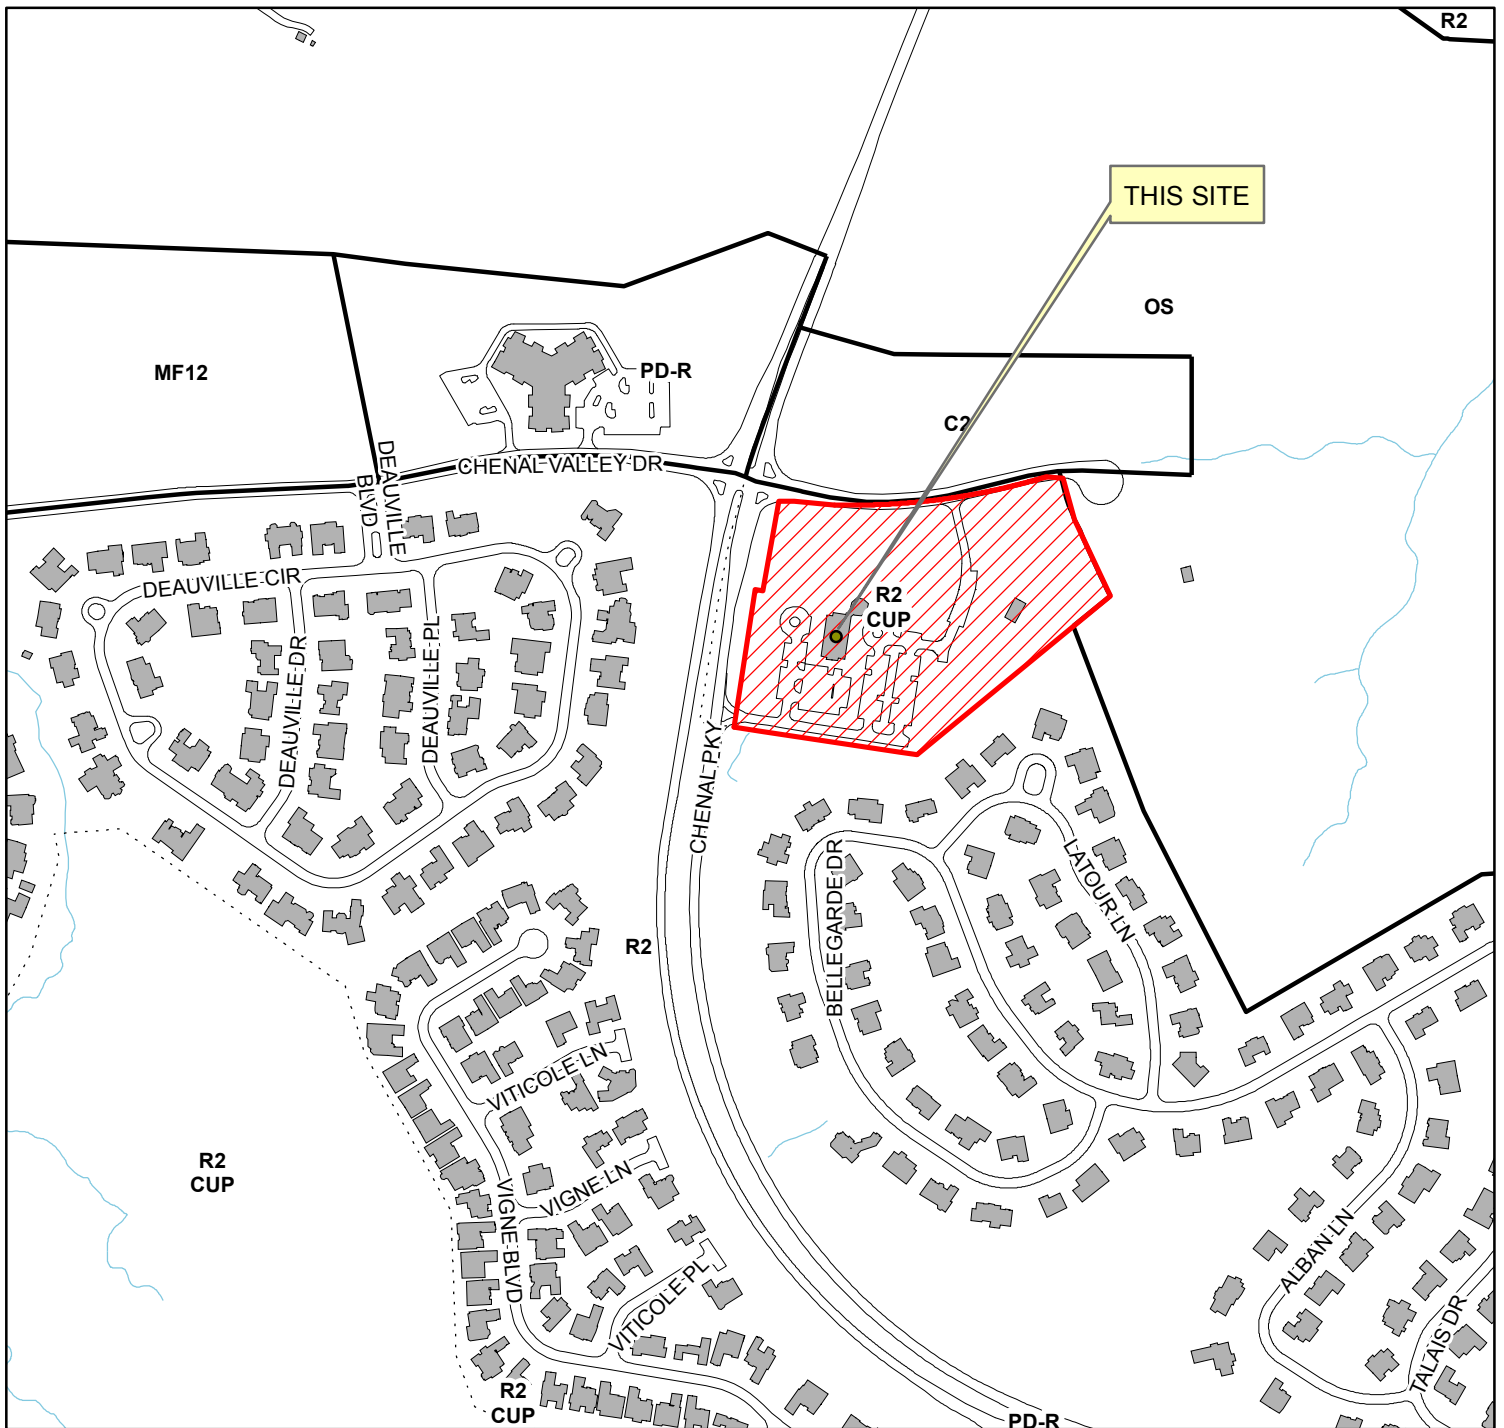 R2
THIS SITE
OS
MF12
PD-R
C2
CHENAL VALLEY DR
DEAUVILLE
BLVD
DEAUVILLE CIR
R2
CUP
DEAUVILLE DR
DEAUVILLE PL
CHENAL PKY
BELLEGARDE DR
LATOUR LN
R2
VITICOLE LN
R2
CUP
VIGNE LN
VIGNE BLVD
VITICOLE PL
ALBAN LN
TALAIS DR
R2
CUP
PD-R